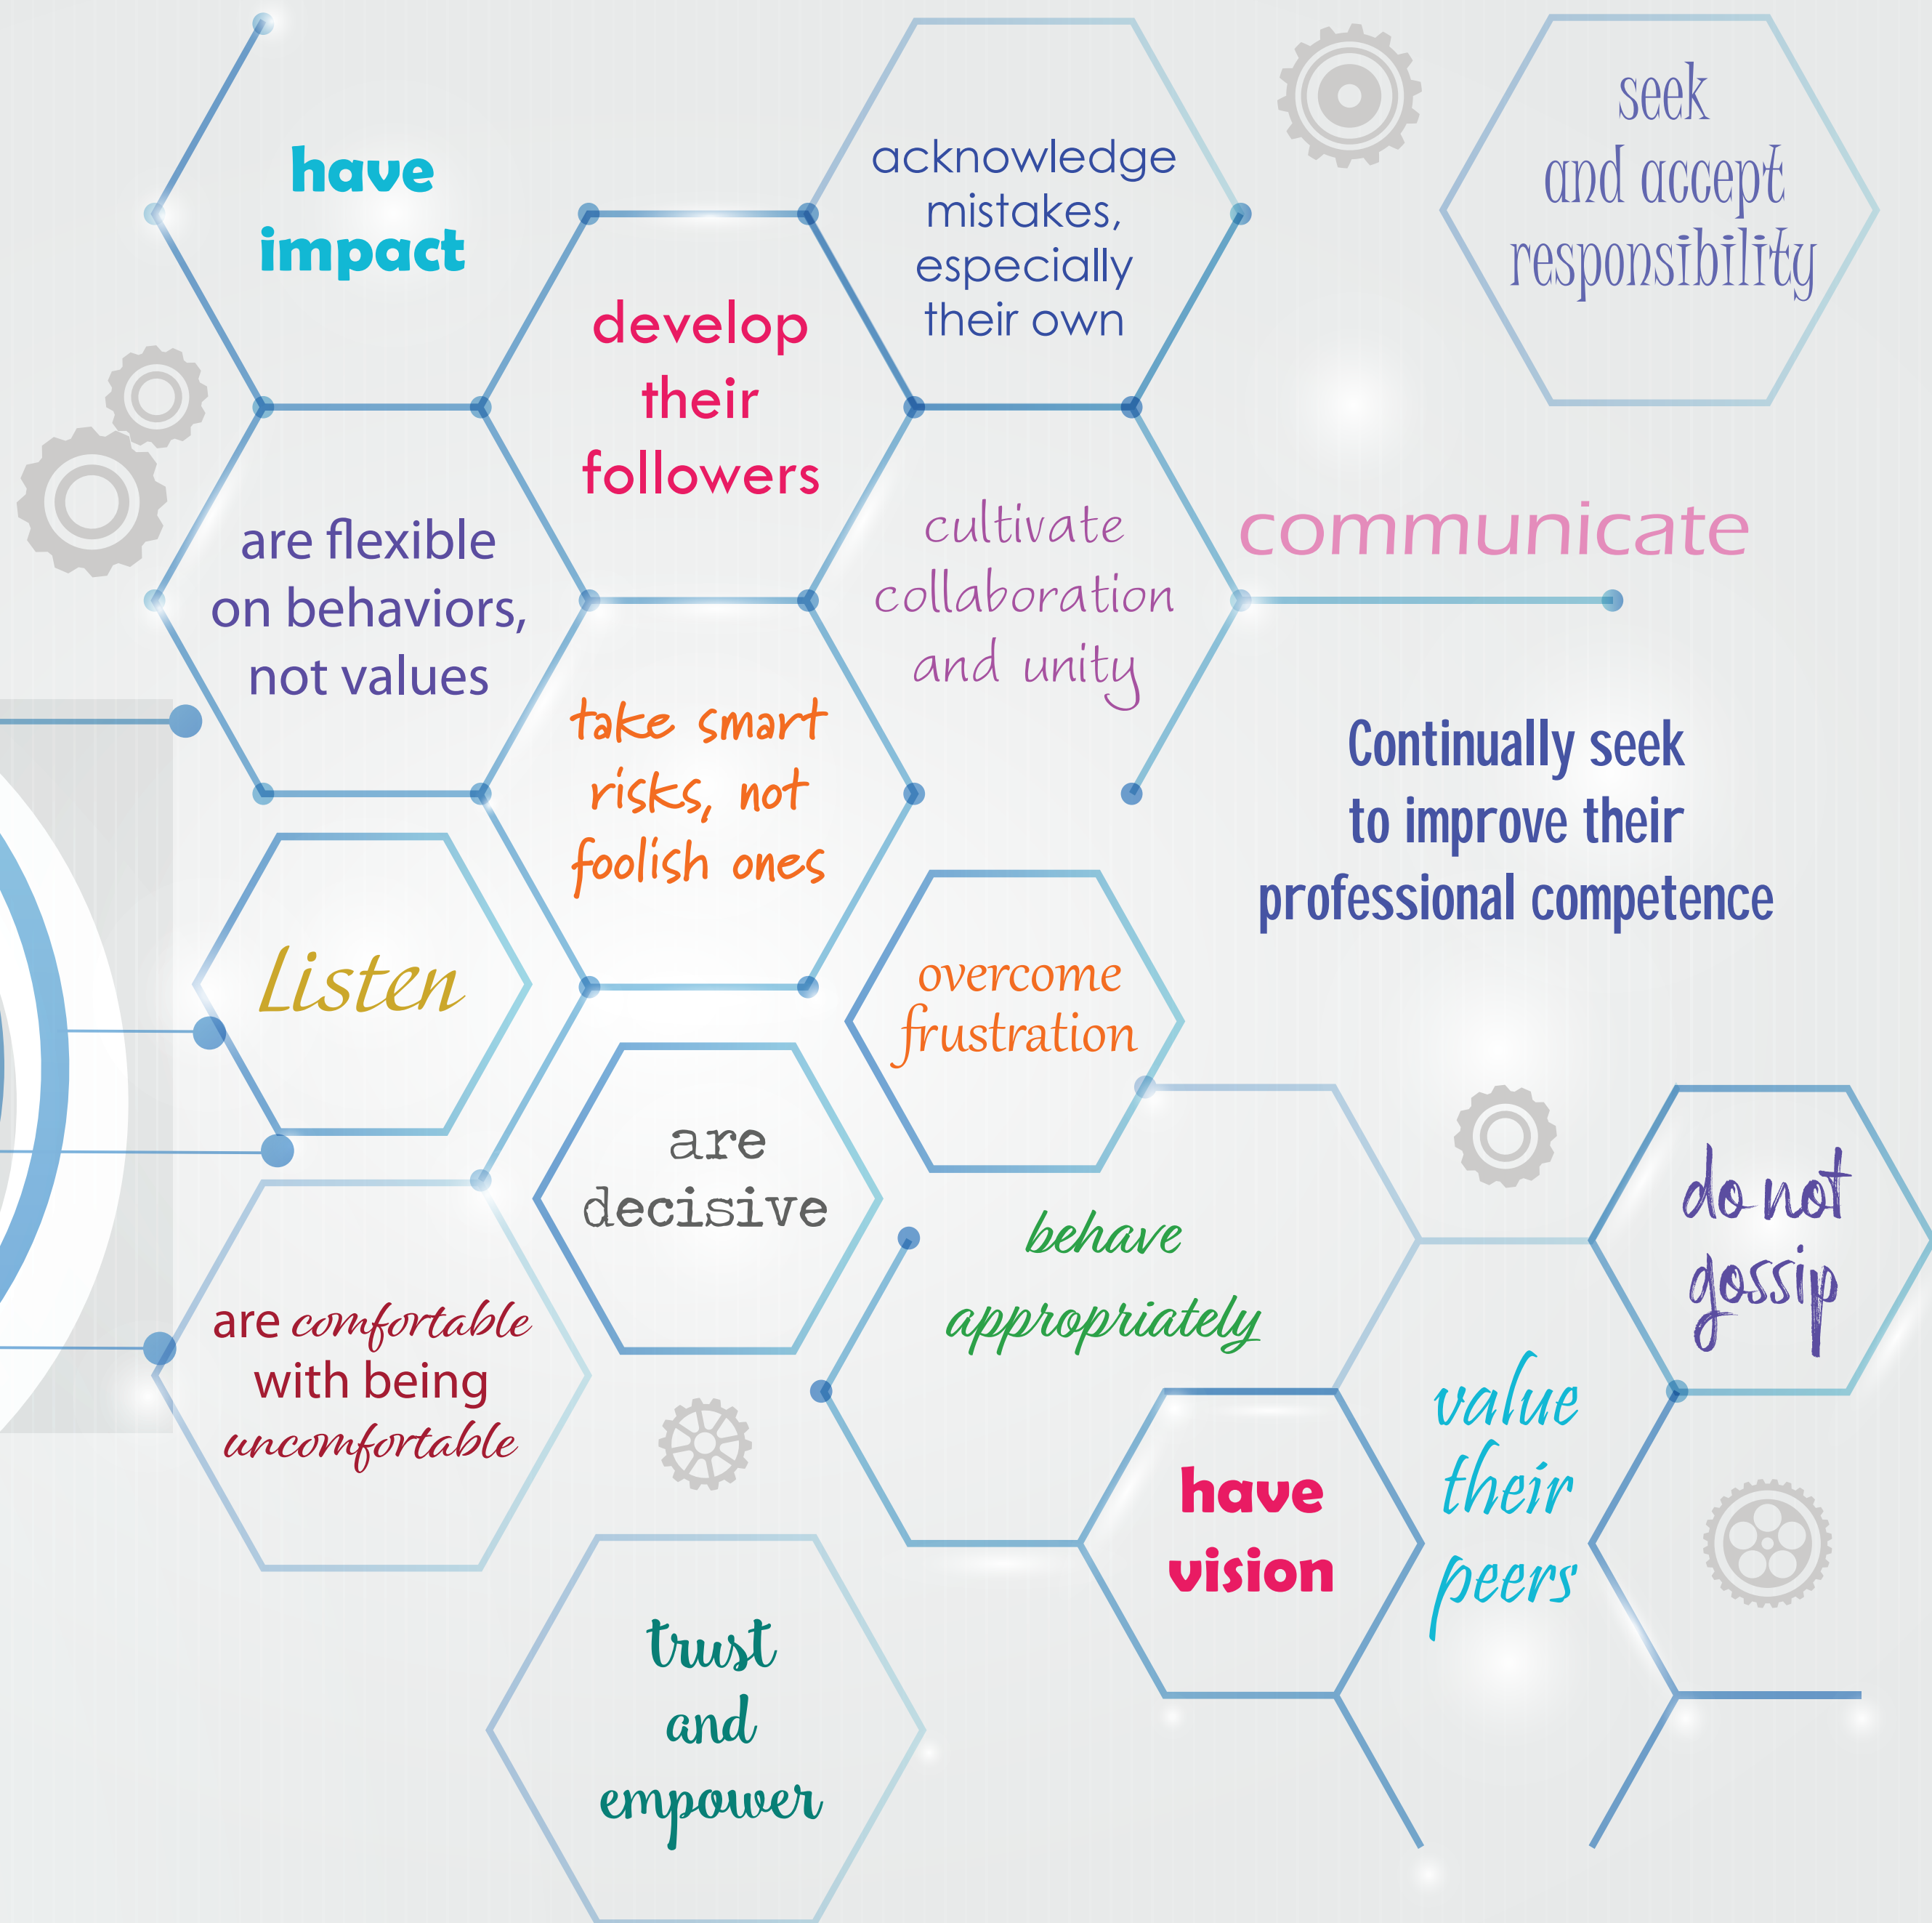 have
impact
acknowledge
mistakes,
especially
their own
seek
and accept
responsibility
develop
their
followers
are flexible
on behaviors,
not values
cultivate
collaboration
and unity
communicate
take smart
risks, not
foolish ones
Continually seek
to improve their
professional competence
Listen
overcome
frustration
are
decisive
behave
appropriately
do not
gossip
are comfortable
with being
uncomfortable
value
their
peers
have
vision
trust
and
empower